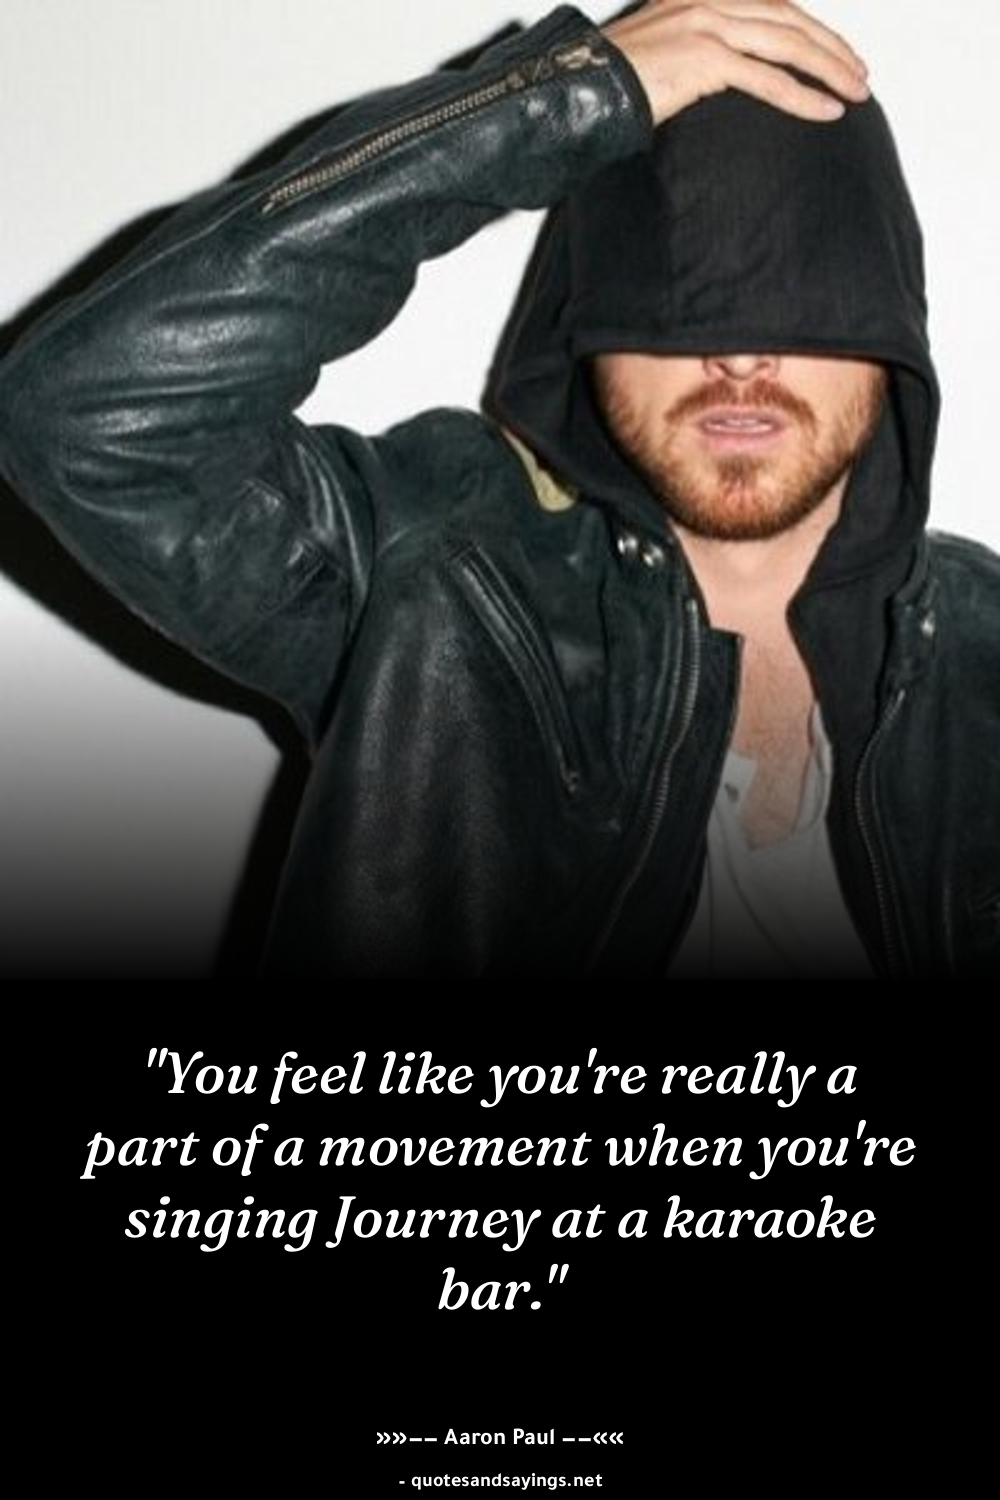 "You feel like you're really a
part of a movement when you're
singing Journey at a karaoke
bar."
»»–– Aaron Paul ––««
- quotesandsayings.net